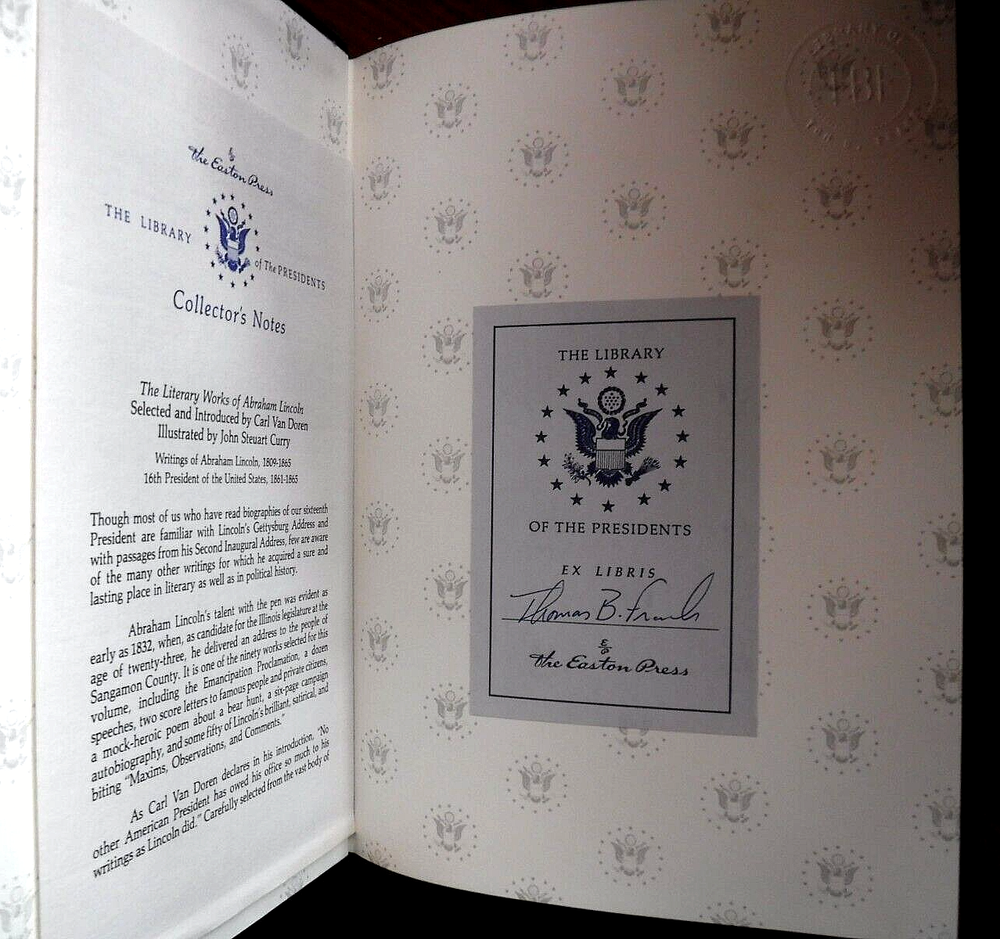 the Easton Press
THE LIBRARY
of The PRESIDENTS
Collector's Notes
The Literary Works of Abraham Lincoln
Selected and Introduced by Carl Van Doren
Illustrated by John Steuart Curry
Writings of Abraham Lincoln, 1809-1865
16th President of the United States, 1861-1865
Though most of us who have read biographies of our sixteenth
President are familiar with Lincoln's Gettysburg Address and
with passages from his Second Inaugural Address, few are aware
of the many other writings for which he acquired a sure and
lasting place in literary as well as in political history.
Abraham Lincoln's talent with the pen was evident as
early as 1832, when, as candidate for the Illinois legislature at the
age of twenty-three, he delivered an address to the people of
Sangamon County. It is one of the ninety works selected for this
volume, including the Emancipation Proclamation, a dozen
speeches, two score letters to famous people and private citizens,
a mock-heroic poem about a bear hunt, a six-page campaign
autobiography, and some fifty of Lincoln's brilliant, satirical, and
biting "Maxims, Observations, and Comments."
As Carl Van Doren declares in his introduction, "No
other American President has owed his office so much to his
writings as Lincoln did." Carefully selected from the vast body of
LIBRARY OF
THE LIBRARY
OF THE PRESIDENTS
EX LIBRIS
Thomas B.
the Easton Press